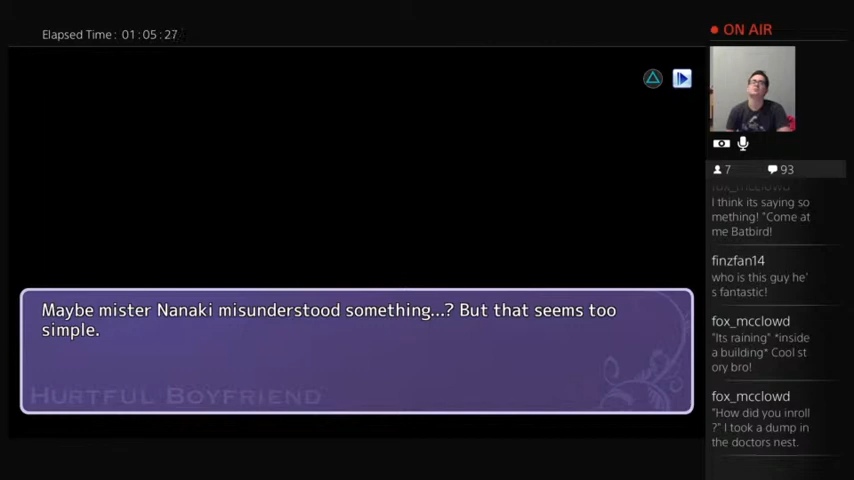 Elapsed Time: 01:05:27
ON AIR
7
93
fox_mcclowd
I think its saying so
mething! "Come at
me Batbird!
finzfan14
who is this guy he'
s fantastic!
fox_mcclowd
"Its raining" *inside
a building* Cool st
ory bro!
fox_mcclowd
"How did you inroll
?" I took a dump in
the doctors nest.
Maybe mister Nanaki misunderstood something...? But that seems too
simple.
Hurtful Boyfriend